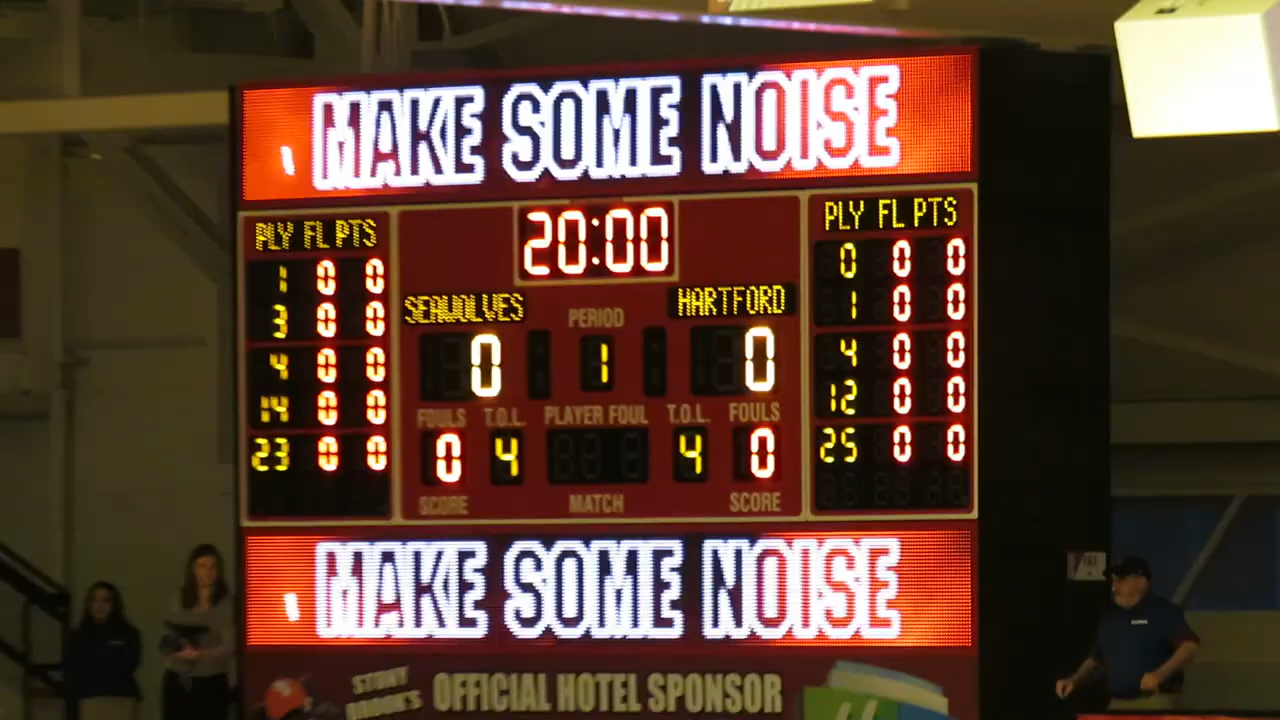 MAKE SOME NOISE
20:00
PLY FL PTS
1 0 0
3 0 0
4 0 0
14 0 0
23 0 0
SEAWOLVES PERIOD HARTFORD
0 1 0
FOULS T.O.L. PLAYER FOUL T.O.L. FOULS
0 4 4 0
SCORE MATCH SCORE
PLY FL PTS
0 0 0
1 0 0
4 0 0
12 0 0
25 0 0
MAKE SOME NOISE
STONY BROOK'S OFFICIAL HOTEL SPONSOR